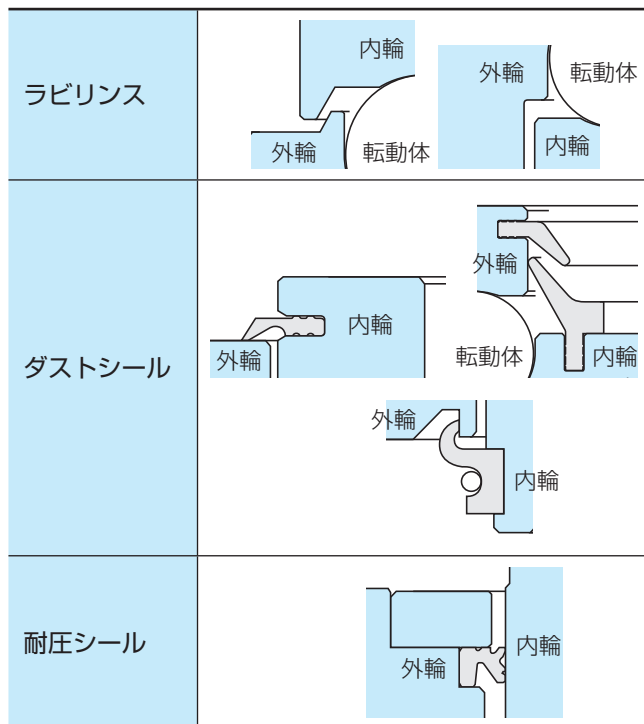 ラビリンス
内輪
外輪
転動体
外輪
転動体
内輪
ダストシール
内輪
外輪
外輪
転動体
内輪
外輪
内輪
耐圧シール
内輪
外輪